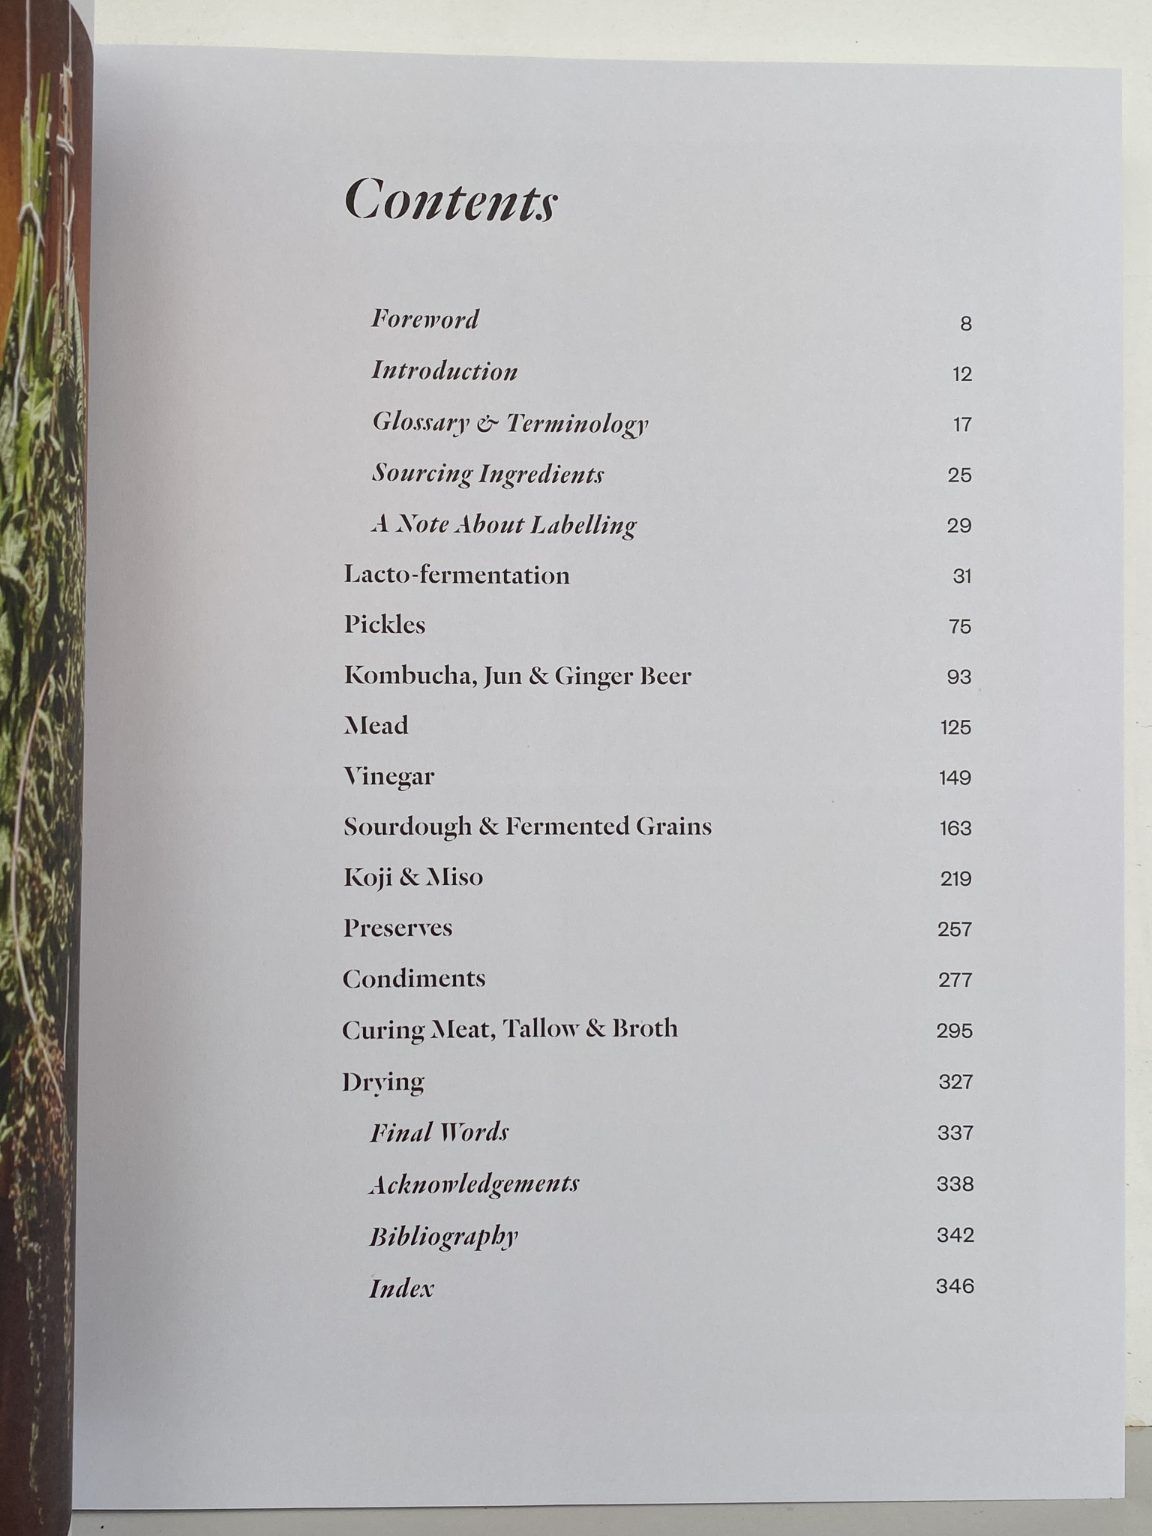 Contents
Foreword 8
Introduction 12
Glossary & Terminology 17
Sourcing Ingredients 25
A Note About Labelling 29
Lacto-fermentation 31
Pickles 75
Kombucha, Jun & Ginger Beer 93
Mead 125
Vinegar 149
Sourdough & Fermented Grains 163
Koji & Miso 219
Preserves 257
Condiments 277
Curing Meat, Tallow & Broth 295
Drying 327
Final Words 337
Acknowledgements 338
Bibliography 342
Index 346